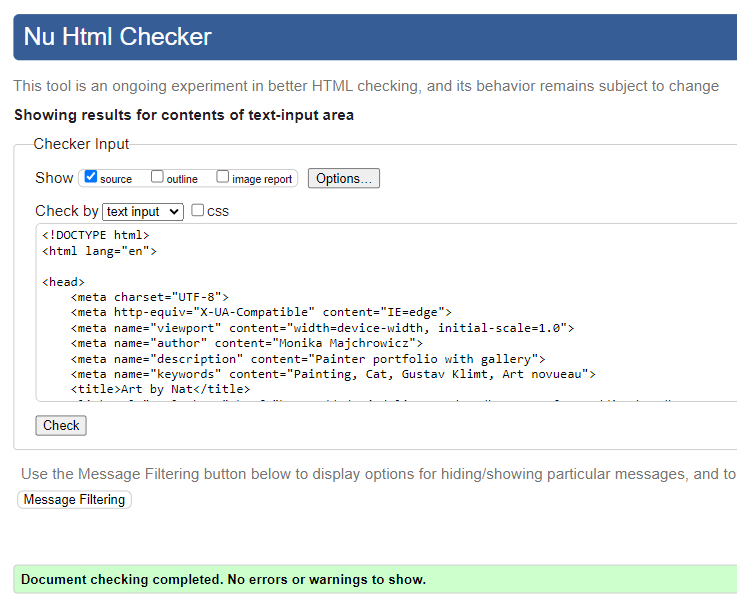 Nu Html Checker
This tool is an ongoing experiment in better HTML checking, and its behavior remains subject to change
Showing results for contents of text-input area
Checker Input
Show source outline image report Options...
Check by text input css
<!DOCTYPE html>
<html lang="en">
<head>
<meta charset="UTF-8">
<meta http-equiv="X-UA-Compatible" content="IE=edge">
<meta name="viewport" content="width=device-width, initial-scale=1.0">
<meta name="author" content="Monika Majchrowicz">
<meta name="description" content="Painter portfolio with gallery">
<meta name="keywords" content="Painting, Cat, Gustav Klimt, Art novueau">
<title>Art by Nat</title>
Check
Use the Message Filtering button below to display options for hiding/showing particular messages, and to
Message Filtering
Document checking completed. No errors or warnings to show.